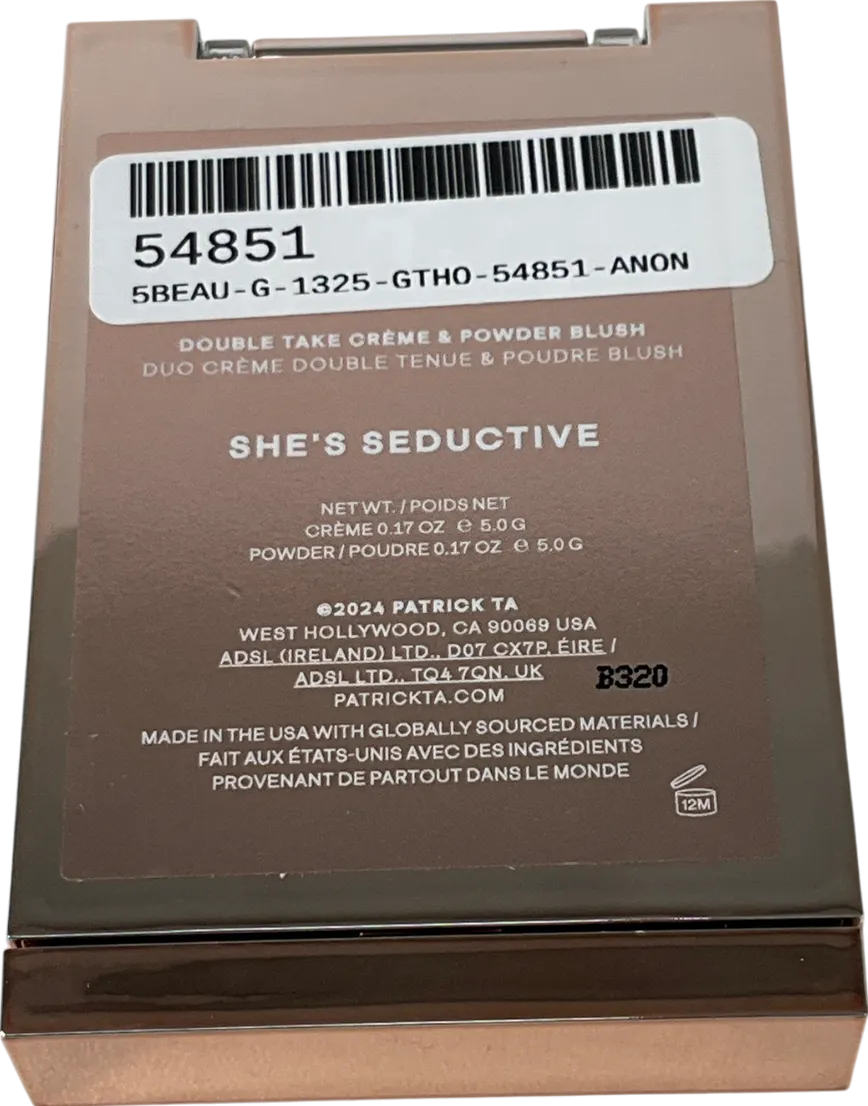 54851
5BEAU-G-1325-GTHO-54851-ANON
DOUBLE TAKE CRÈME & POWDER BLUSH
DUO CRÈME DOUBLE TENUE & POUDRE BLUSH
SHE'S SEDUCTIVE
NET WT. / POIDS NET
CRÈME 0.17 OZ ℮ 5.0 G
POWDER / POUDRE 0.17 OZ ℮ 5.0 G
©2024 PATRICK TA
WEST HOLLYWOOD, CA 90069 USA
ADSL (IRELAND) LTD., D07 CX7P, ÉIRE /
ADSL LTD., TQ4 7QN, UK
B320
PATRICKTA.COM
MADE IN THE USA WITH GLOBALLY SOURCED MATERIALS /
FAIT AUX ÉTATS-UNIS AVEC DES INGRÉDIENTS
PROVENANT DE PARTOUT DANS LE MONDE
12M